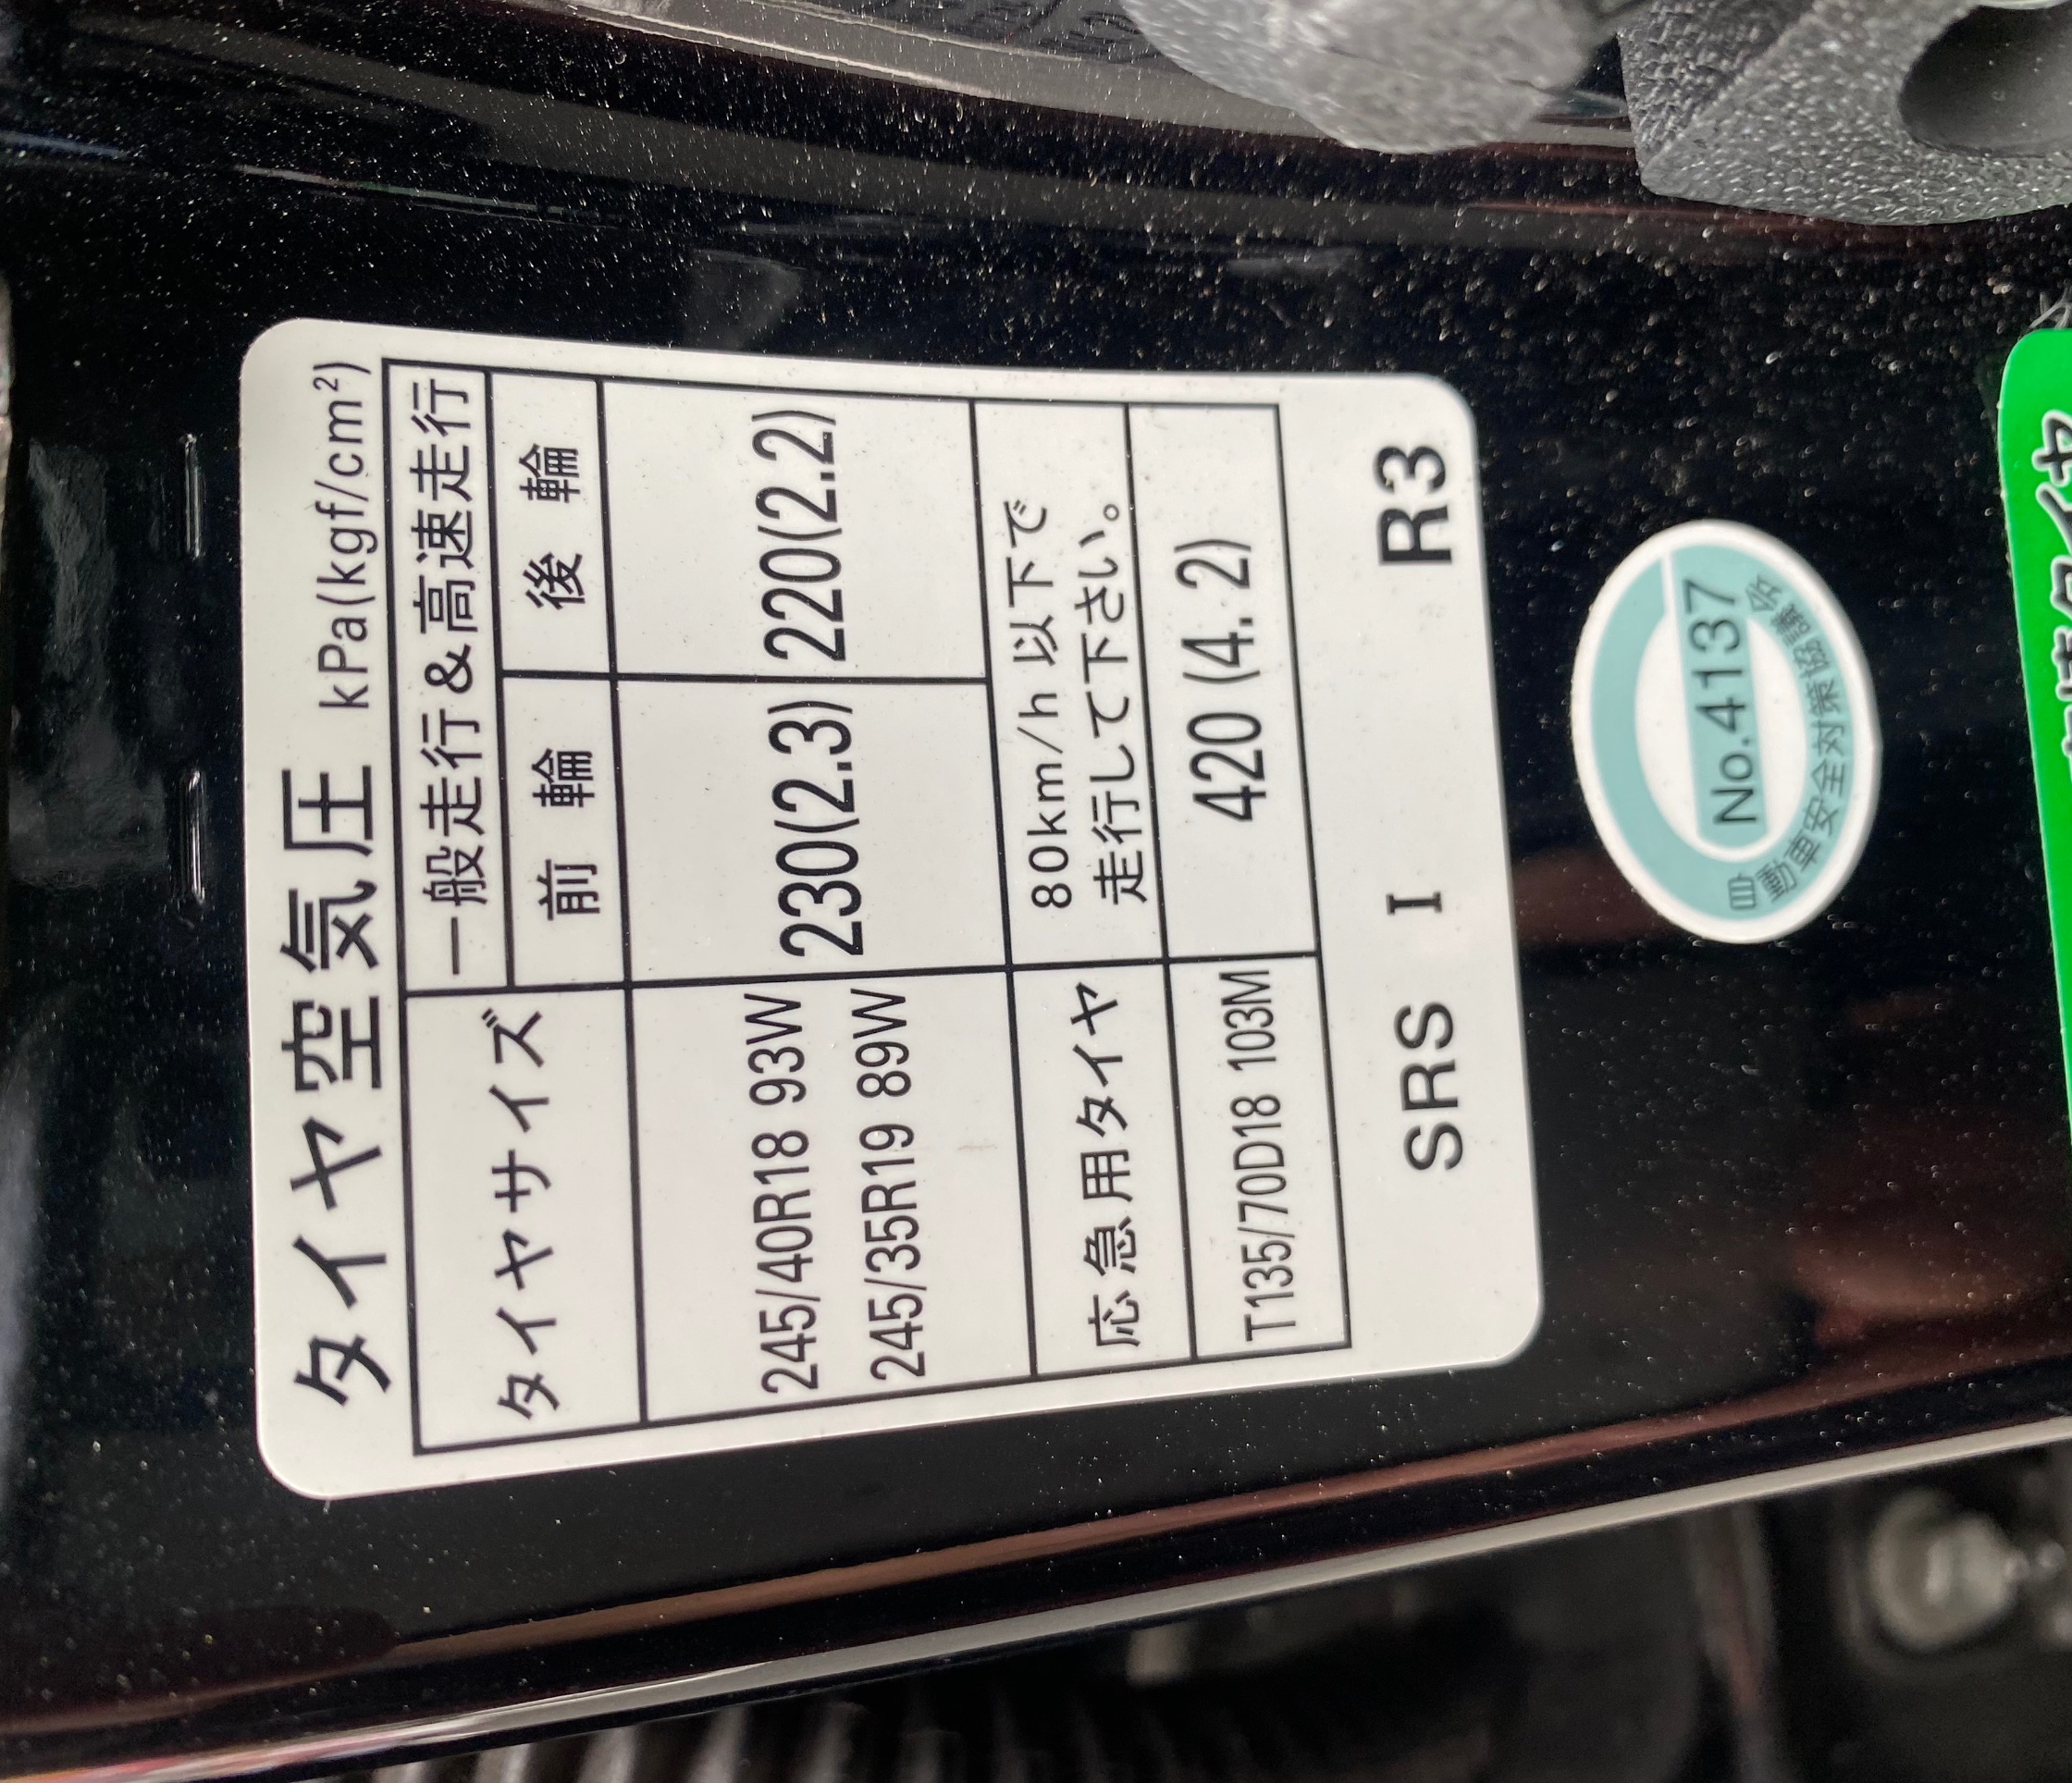 タイヤ空気圧 kPa(kgf/cm²)
タイヤサイズ
一般走行&高速走行
前 輪
後 輪
245/40R18 93W
245/35R19 89W
230(2.3)
220(2.2)
応急用タイヤ
80km/h 以下で
走行して下さい。
T135/70D18 103M
420 (4.2)
SRS I R3
No.4137
自動車安全対策協議会
タイヤ